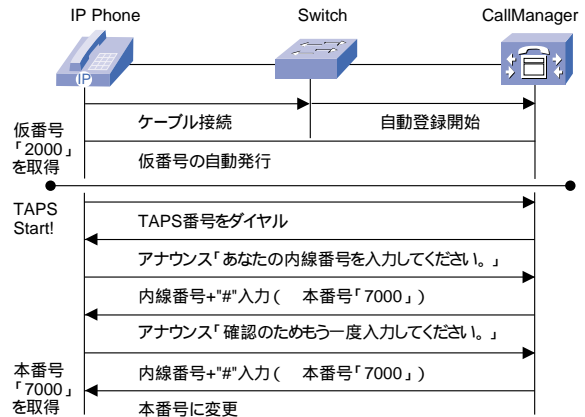 IP Phone Switch CallManager
IP
ケーブル接続 自動登録開始
仮番号
「2000」
を取得
仮番号の自動発行
TAPS
Start!
TAPS番号をダイヤル
アナウンス「あなたの内線番号を入力してください。」
内線番号+"#"入力( 本番号「7000」)
アナウンス「確認のためもう一度入力してください。」
本番号
「7000」
を取得
内線番号+"#"入力( 本番号「7000」)
本番号に変更